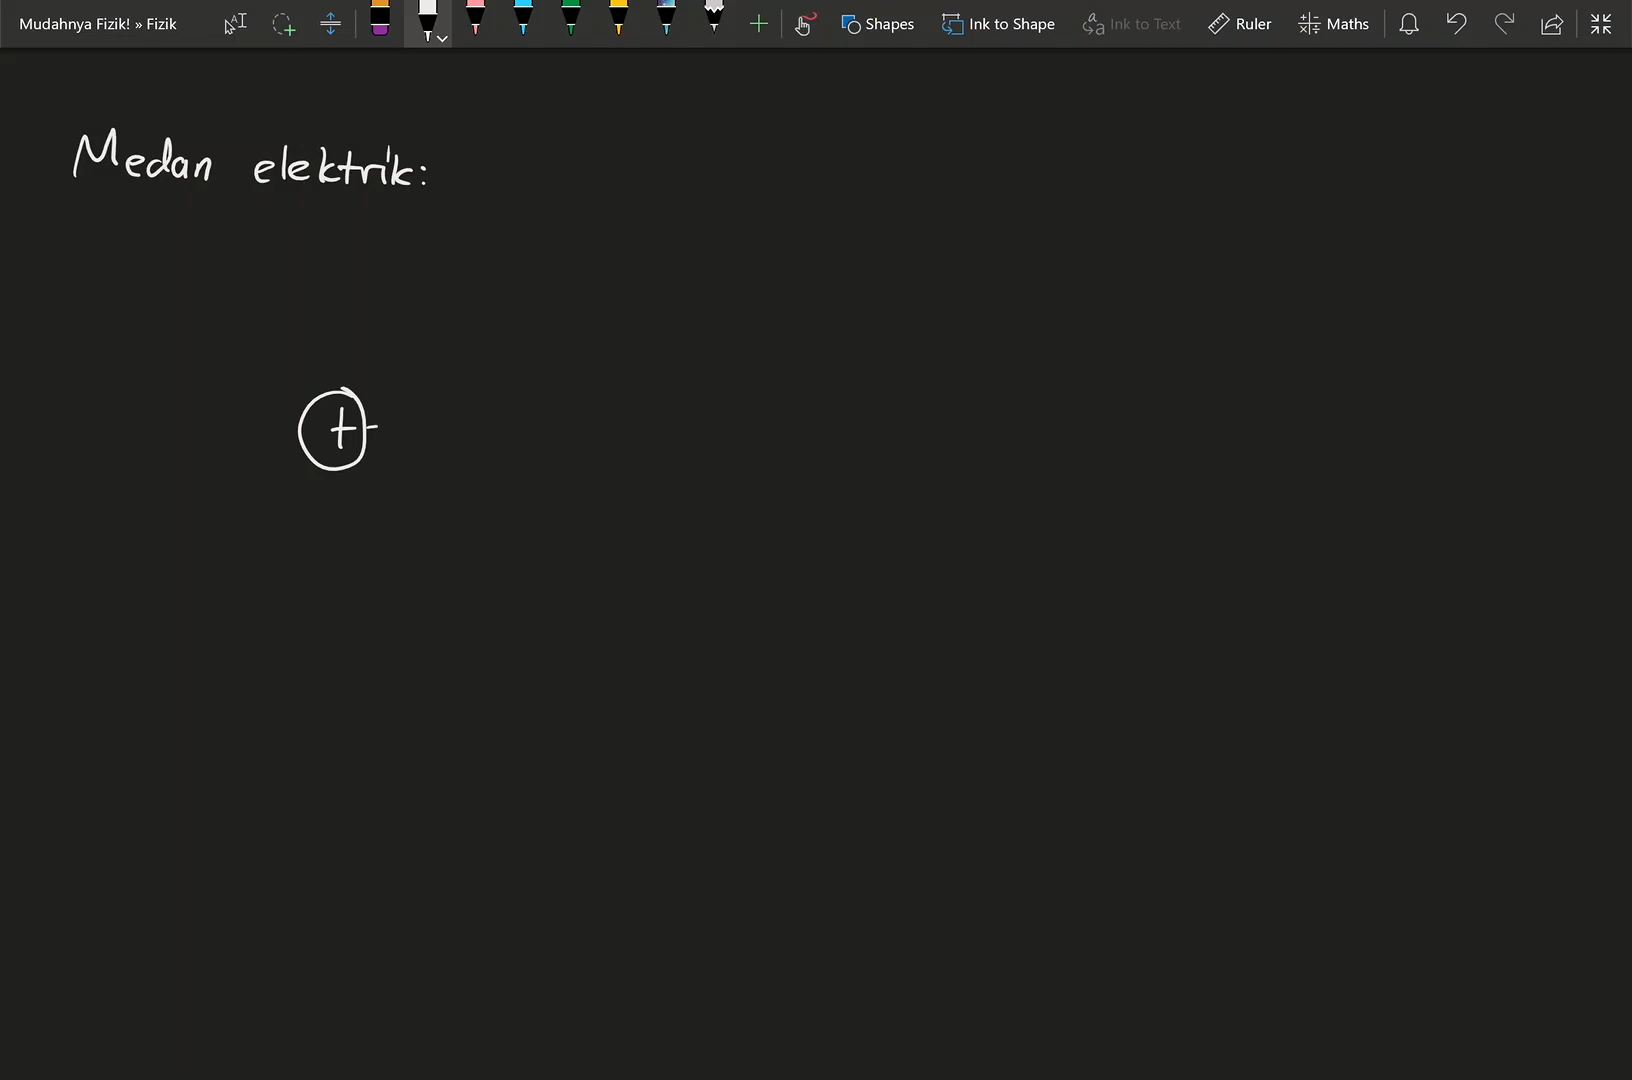 Mudahnya Fizik! » Fizik Shapes Ink to Shape Ink to Text Ruler Maths
Medan elektrik:
+